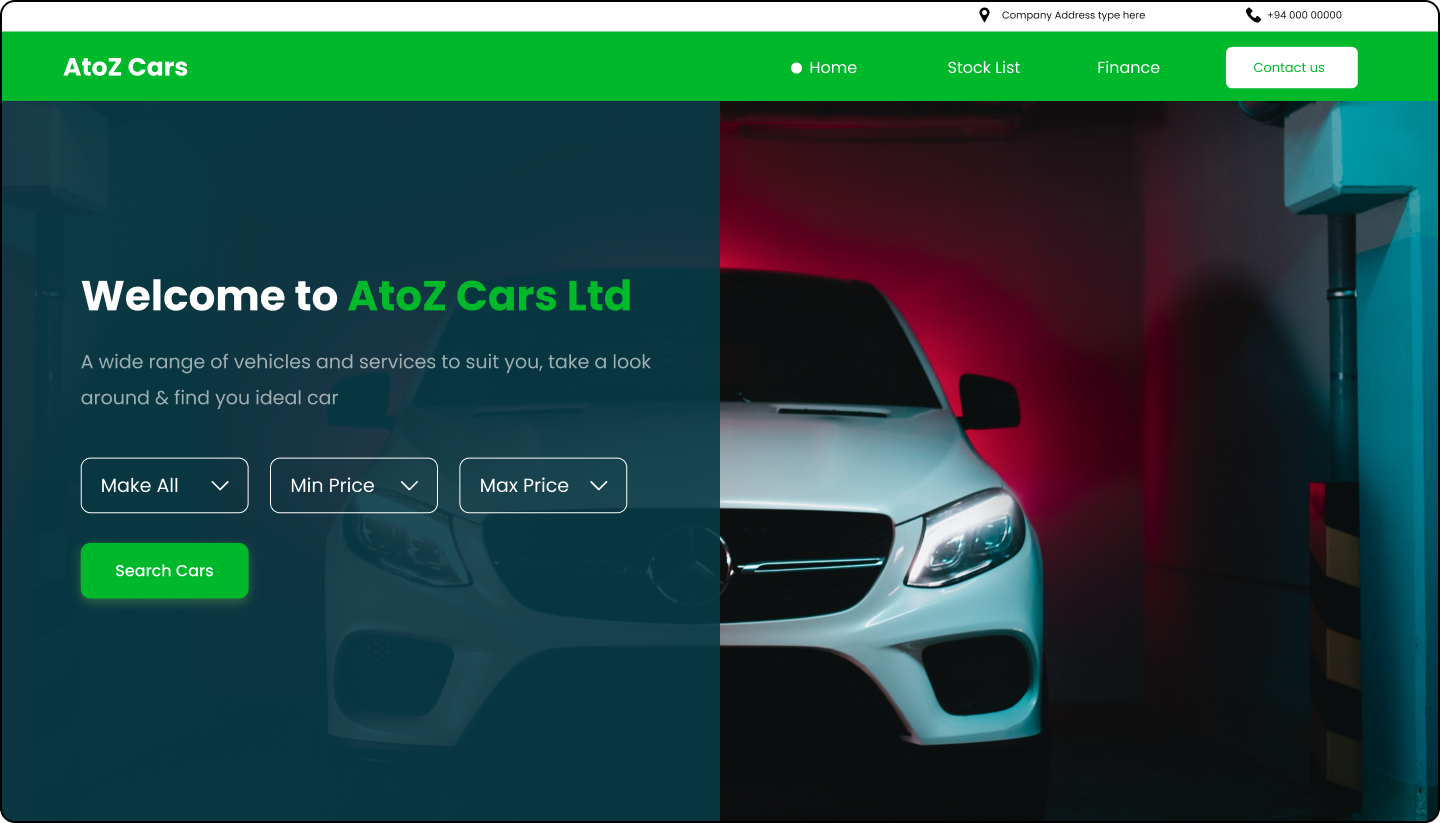 Company Address type here
+94 000 00000
AtoZ Cars
Home
Stock List
Finance
Contact us
Welcome to AtoZ Cars Ltd
A wide range of vehicles and services to suit you, take a look
around & find you ideal car
Make All
Min Price
Max Price
Search Cars